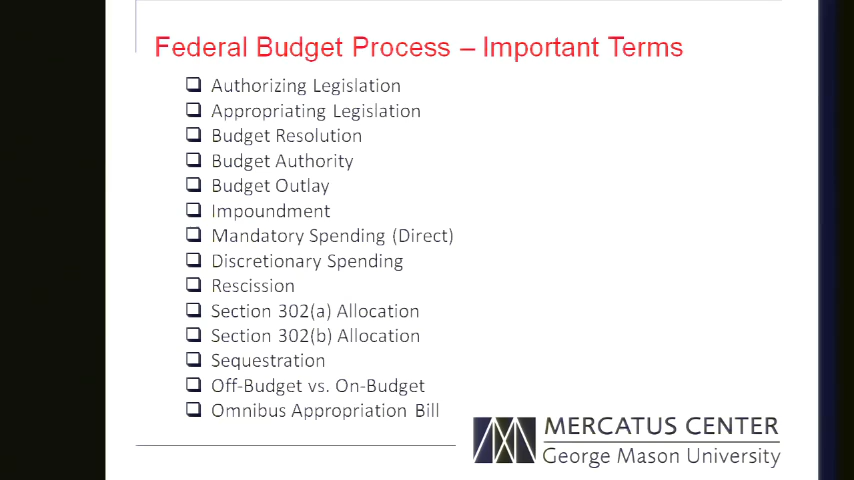 Federal Budget Process – Important Terms
Authorizing Legislation
Appropriating Legislation
Budget Resolution
Budget Authority
Budget Outlay
Impoundment
Mandatory Spending (Direct)
Discretionary Spending
Rescission
Section 302(a) Allocation
Section 302(b) Allocation
Sequestration
Off-Budget vs. On-Budget
Omnibus Appropriation Bill
MERCATUS CENTER
George Mason University